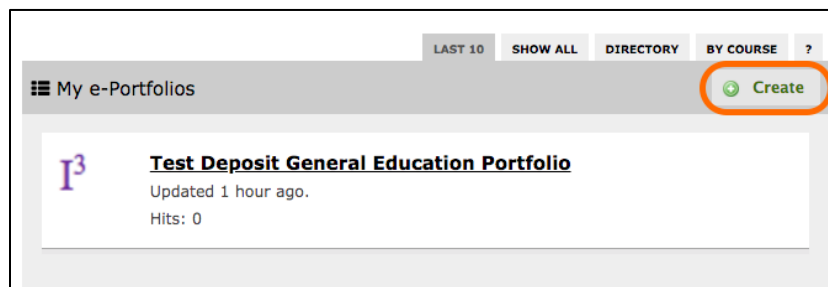 LAST 10 SHOW ALL DIRECTORY BY COURSE ?
My e-Portfolios Create
I³ Test Deposit General Education Portfolio
Updated 1 hour ago.
Hits: 0